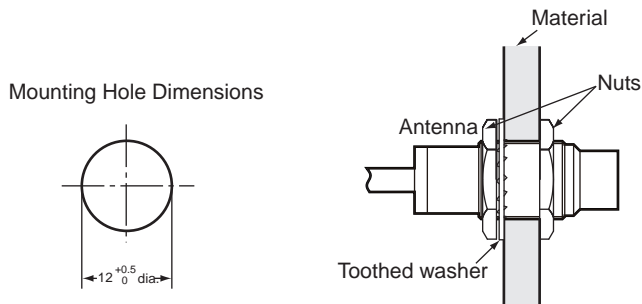 Material
Nuts
Mounting Hole Dimensions
Antenna
Toothed washer
12 +0.5 0 dia.